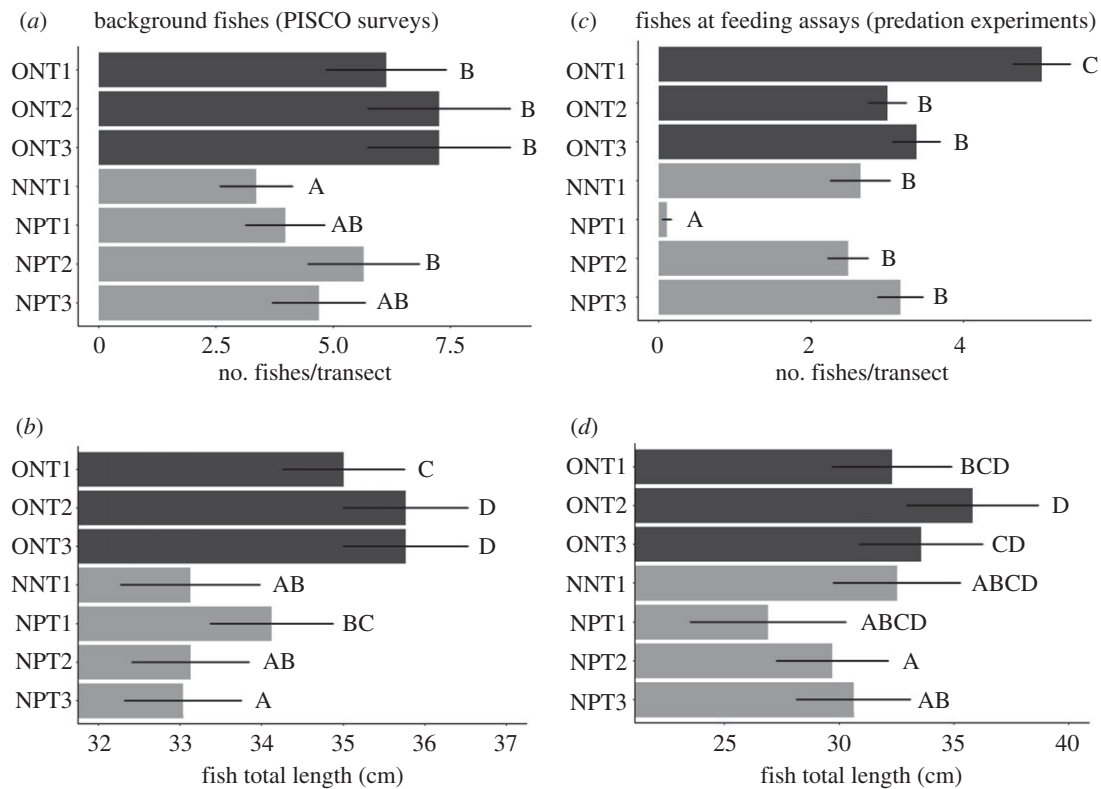 (a) background fishes (PISCO surveys)
ONT1 B
ONT2 B
ONT3 B
NNT1 A
NPT1 AB
NPT2 B
NPT3 AB
0 2.5 5.0 7.5
no. fishes/transect
(c) fishes at feeding assays (predation experiments)
ONT1 C
ONT2 B
ONT3 B
NNT1 B
NPT1 A
NPT2 B
NPT3 B
0 2 4
no. fishes/transect
(b)
ONT1 C
ONT2 D
ONT3 D
NNT1 AB
NPT1 BC
NPT2 AB
NPT3 A
32 33 34 35 36 37
fish total length (cm)
(d)
ONT1 BCD
ONT2 D
ONT3 CD
NNT1 ABCD
NPT1 ABCD
NPT2 A
NPT3 AB
25 30 35 40
fish total length (cm)